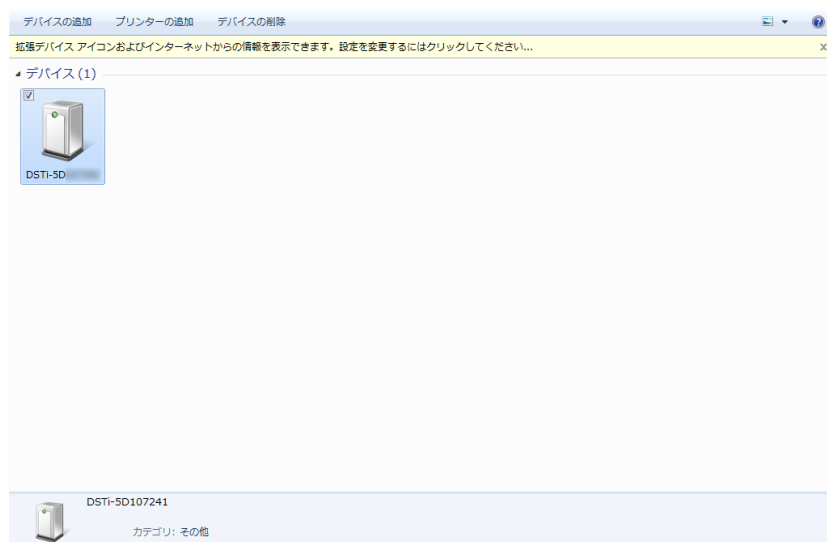 デバイスの追加 プリンターの追加 デバイスの削除
拡張デバイス アイコンおよびインターネットからの情報を表示できます。設定を変更するにはクリックしてください...
デバイス (1)
DSTi-5D
DSTi-5D107241
カテゴリ: その他